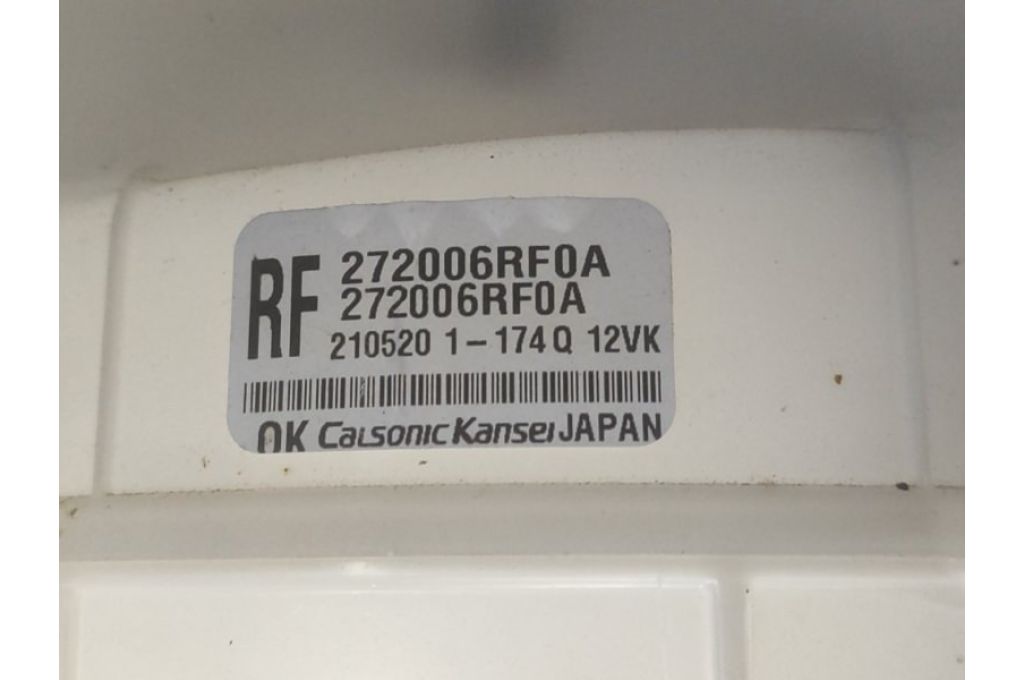 RF 272006RF0A
272006RF0A
210520 1-174Q 12VK
OK CALSONIC KANSEI JAPAN